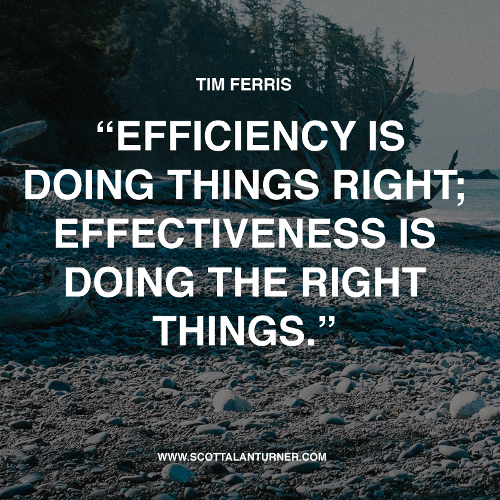 TIM FERRIS
“EFFICIENCY IS
DOING THINGS RIGHT;
EFFECTIVENESS IS
DOING THE RIGHT
THINGS.”
WWW.SCOTTALANTURNER.COM